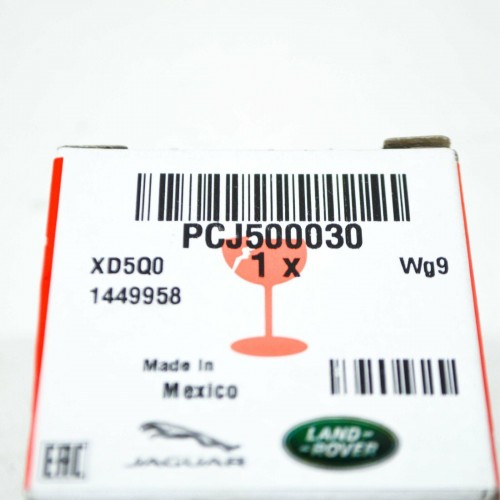 PCJ500030
XD5Q0 1 x Wg9
1449958
Made in
Mexico
EAC
JAGUAR
LAND-
-ROVER